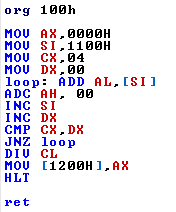 org 100h
MOV AX,0000H
MOV SI,1100H
MOV CX,04
MOV DX,00
loop: ADD AL,[SI]
ADC AH, 00
INC SI
INC DX
CMP CX,DX
JNZ loop
DIV CL
MOV [1200H],AX
HLT
ret